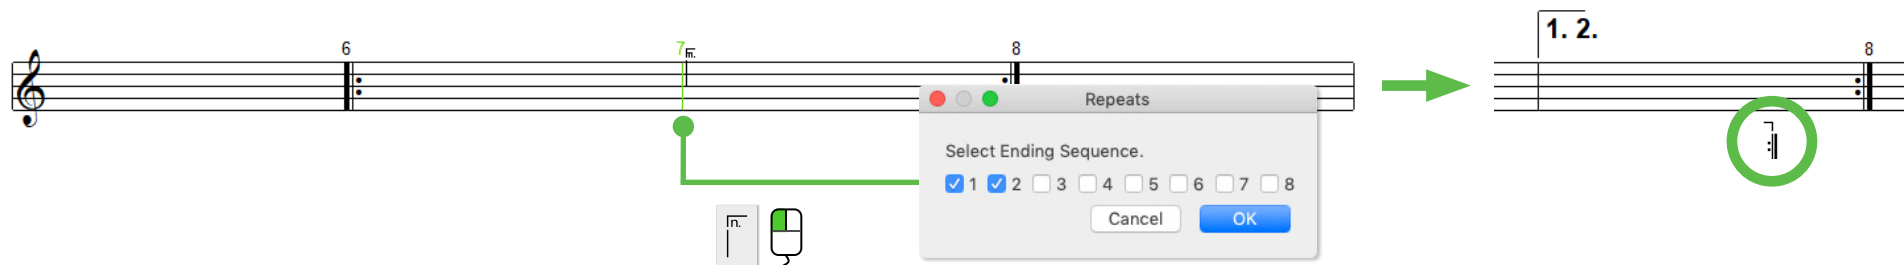 6
7
n.
8
1. 2.
8
Repeats
Select Ending Sequence.
1 2 3 4 5 6 7 8
Cancel OK
n.